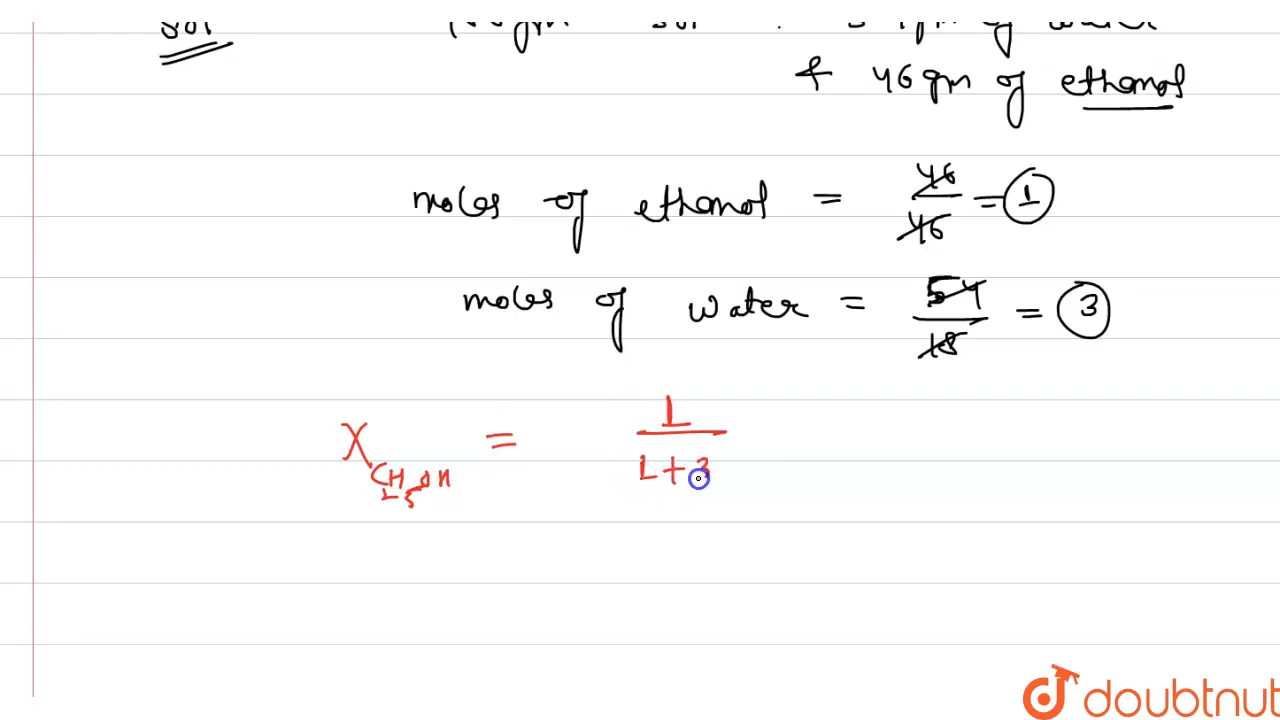 Sol
& 46 gm of ethanol
moles of ethanol = 46/46 = 1
moles of water = 54/18 = 3
X C2H5OH = 1/1+3
doubtnut